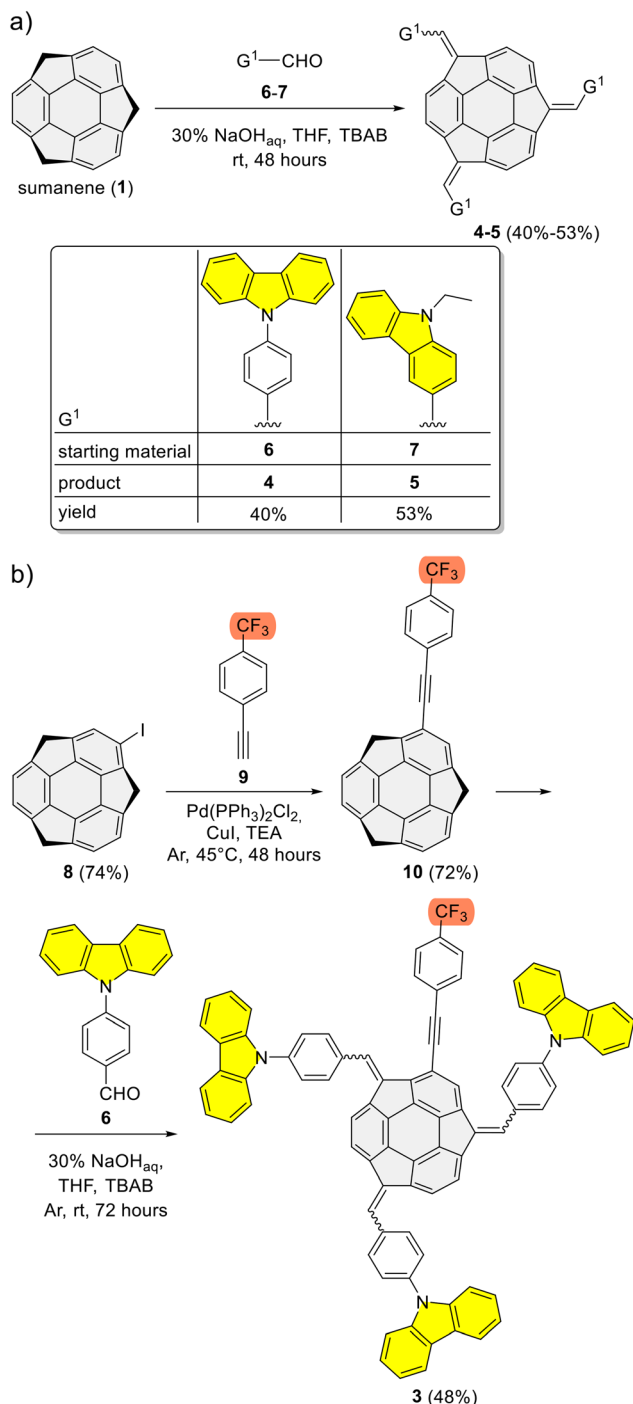 a)
G¹—CHO
6-7
30% NaOHaq, THF, TBAB
rt, 48 hours
sumanene (1)
G¹
G¹
G¹
4-5 (40%-53%)
N
N
G¹
starting material 6 7
product 4 5
yield 40% 53%
b)
CF₃
CF₃
I
9
Pd(PPh₃)₂Cl₂,
CuI, TEA
Ar, 45°C, 48 hours
8 (74%)
10 (72%)
CF₃
N
CHO
6
30% NaOHaq,
THF, TBAB
Ar, rt, 72 hours
N
N
N
3 (48%)